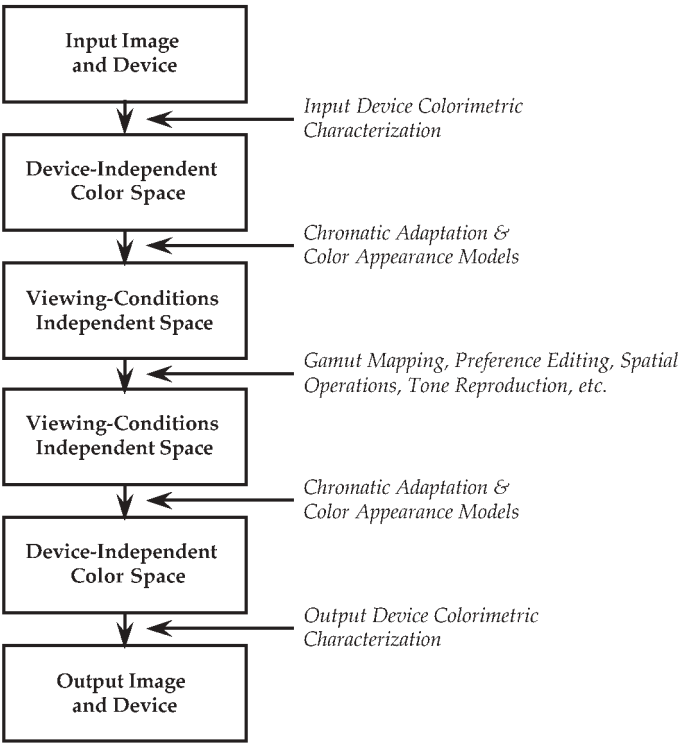 Input Image
and Device
Input Device Colorimetric
Characterization
Device-Independent
Color Space
Chromatic Adaptation &
Color Appearance Models
Viewing-Conditions
Independent Space
Gamut Mapping, Preference Editing, Spatial
Operations, Tone Reproduction, etc.
Viewing-Conditions
Independent Space
Chromatic Adaptation &
Color Appearance Models
Device-Independent
Color Space
Output Device Colorimetric
Characterization
Output Image
and Device